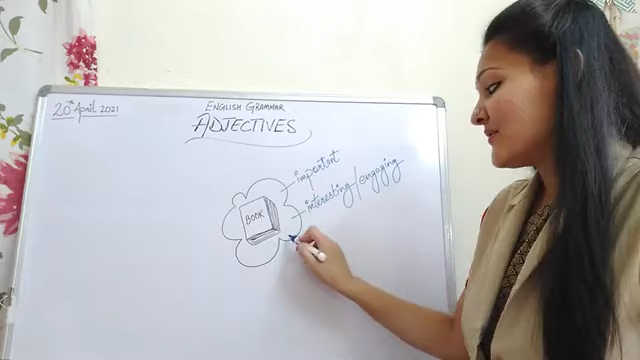 20th April 2021
ENGLISH GRAMMAR
ADJECTIVES
important
interesting/engaging
BOOK